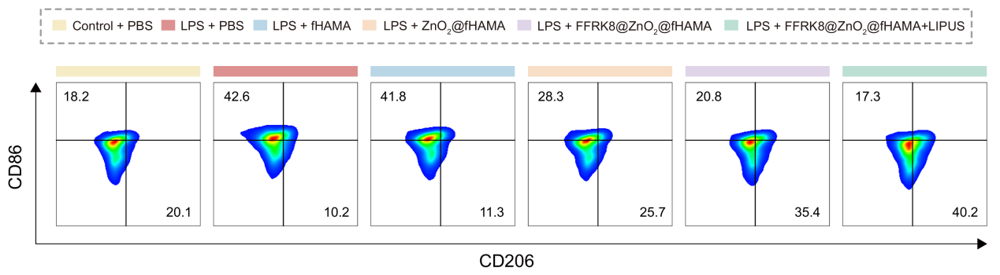 Control + PBS LPS + PBS LPS + fHAMA LPS + ZnO₂@fHAMA LPS + FFRK8@ZnO₂@fHAMA LPS + FFRK8@ZnO₂@fHAMA+LIPUS
18.2 42.6 41.8 28.3 20.8 17.3
CD86
20.1 10.2 11.3 25.7 35.4 40.2
CD206